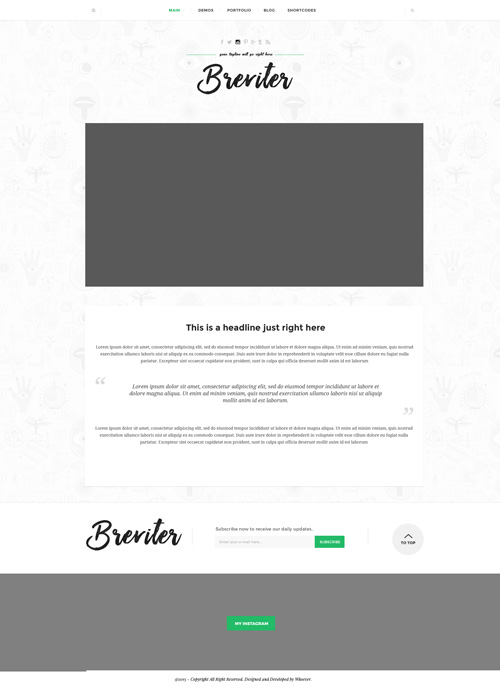 MAIN DEMOS PORTFOLIO BLOG SHORTCODES
your tagline will go right here
Breviter
This is a headline just right here
Lorem ipsum dolor sit amet, consectetur adipiscing elit, sed do eiusmod tempor incididunt ut labore et dolore magna aliqua. Ut enim ad minim veniam, quis nostrud
exercitation ullamco laboris nisi ut aliquip ex ea commodo consequat. Duis aute irure dolor in reprehenderit in voluptate velit esse cillum dolore eu fugiat nulla
pariatur. Excepteur sint occaecat cupidatat non proident, sunt in culpa qui officia deserunt mollit anim id est laborum
“
Lorem ipsum dolor sit amet, consectetur adipiscing elit, sed do eiusmod tempor incididunt ut labore et
dolore magna aliqua. Ut enim ad minim veniam, quis nostrud exercitation ullamco laboris nisi ut aliquip
mollit anim id est laborum.
”
Lorem ipsum dolor sit amet, consectetur adipiscing elit, sed do eiusmod tempor incididunt ut labore et dolore magna aliqua. Ut enim ad minim veniam, quis nostrud
exercitation ullamco laboris nisi ut aliquip ex ea commodo consequat. Duis aute irure dolor in reprehenderit in voluptate velit esse cillum dolore eu fugiat nulla
pariatur. Excepteur sint occaecat cupidatat non proident, sunt in culpa qui officia deserunt mollit anim id est laborum
Breviter
Subscribe now to receive our daily updates.
Enter your e-mail here... SUBSCRIBE
TO TOP
MY INSTAGRAM
@2015 - Copyright All Right Reserved. Designed and Developed by Whoever.